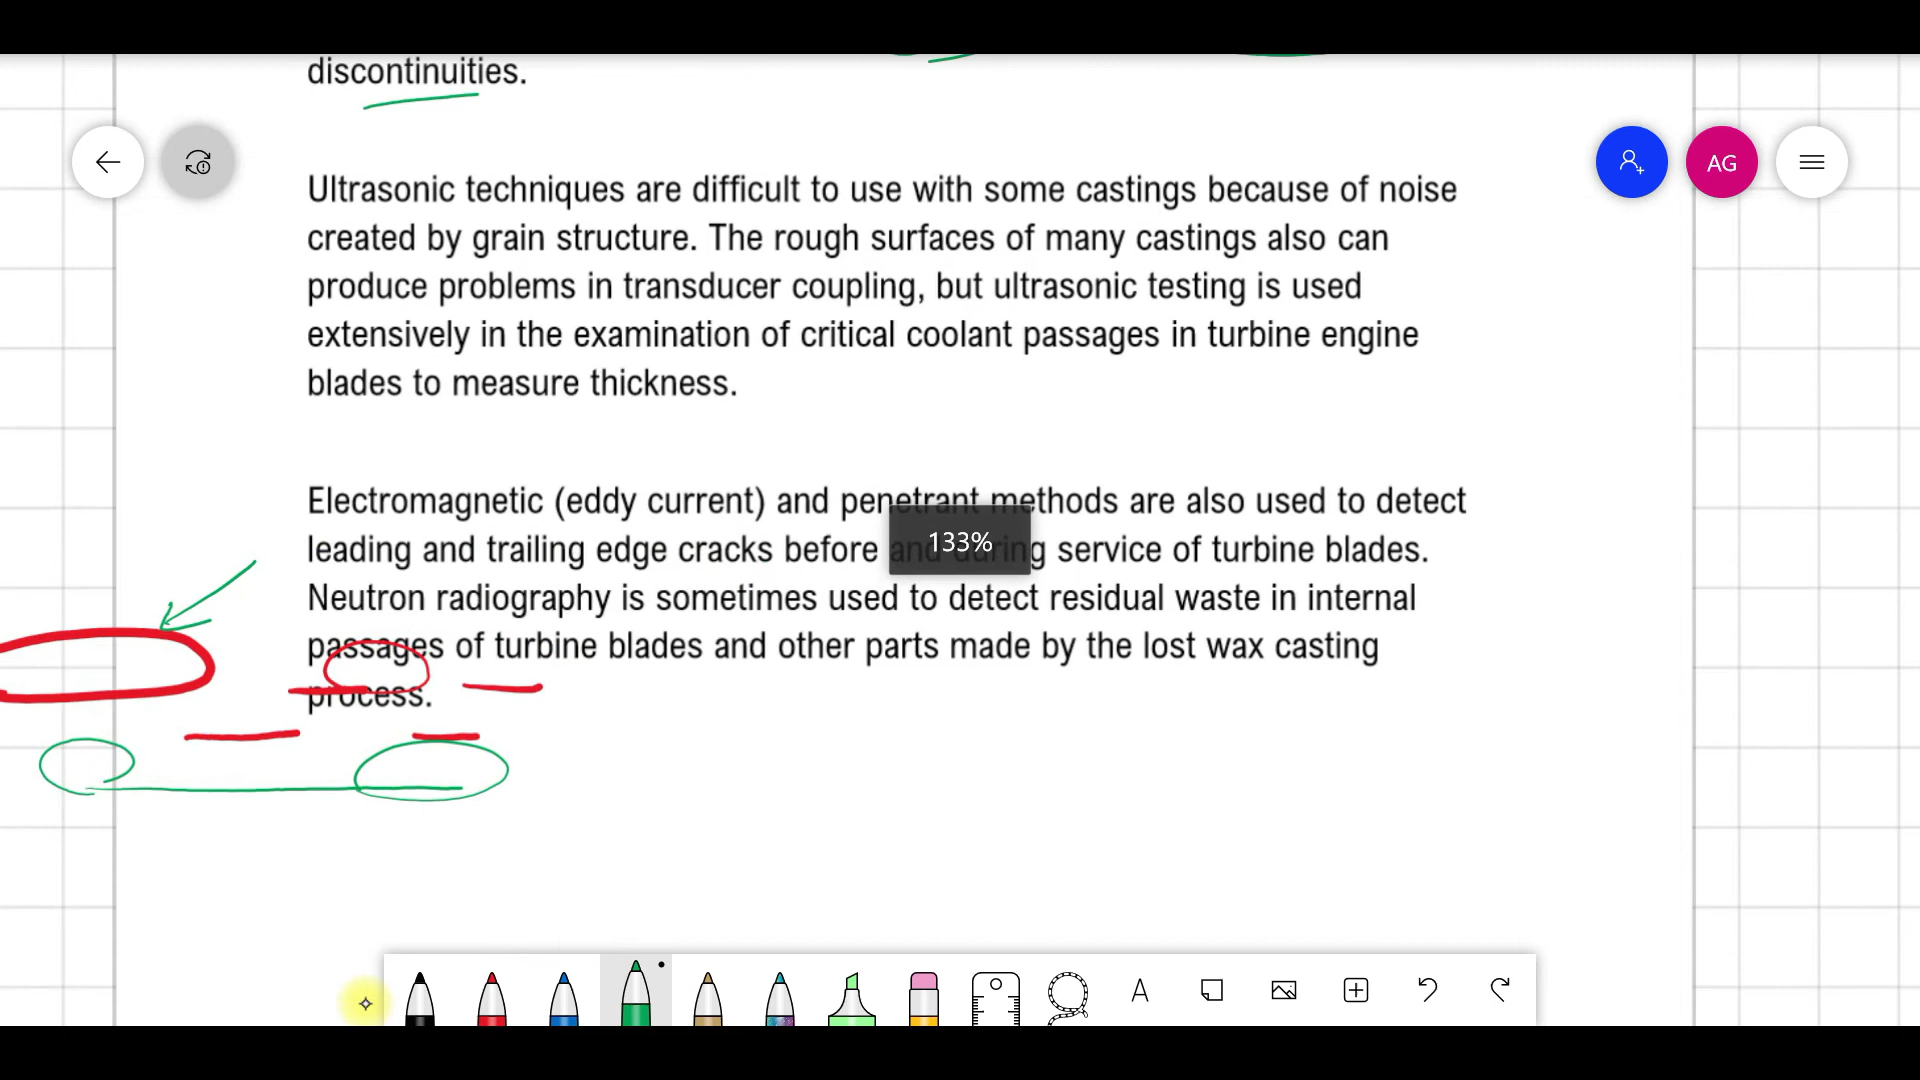 discontinuities.
AG
Ultrasonic techniques are difficult to use with some castings because of noise
created by grain structure. The rough surfaces of many castings also can
produce problems in transducer coupling, but ultrasonic testing is used
extensively in the examination of critical coolant passages in turbine engine
blades to measure thickness.
Electromagnetic (eddy current) and penetrant methods are also used to detect
leading and trailing edge cracks before and during service of turbine blades.
133%
Neutron radiography is sometimes used to detect residual waste in internal
passages of turbine blades and other parts made by the lost wax casting
process.
A